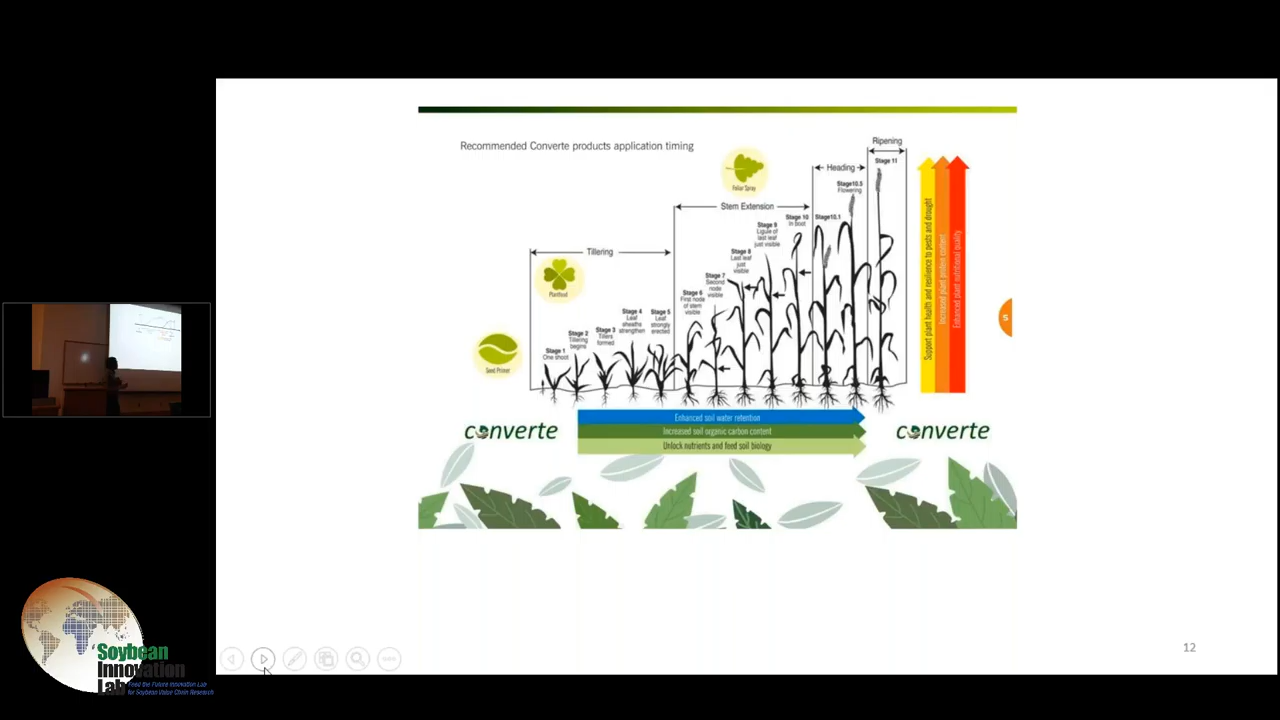 Recommended Converte products application timing
Ripening
Stage 11
Heading
Stage10.5
Flowering
Foliar Spray
Stem Extension
Stage 10
In Boot
Stage10.1
Stage 9
Ligule of
last leaf
just visible
Stage 8
Last leaf
just
visible
Stage 7
Second
node
visible
Stage 6
First node
of stem
visible
Tillering
Stage 5
Leaf
strongly
erected
Stage 4
Leaf
sheaths
strengthen
Stage 3
Tillers
formed
Stage 2
Tillering
begins
Stage 1
One shoot
Seed Primer
Support plant health and resilience to pests and drought
Increased plant protein content
Enhanced plant nutritional quality
5
converte
Enhanced soil water retention
Increased soil organic carbon content
Unlock nutrients and feed soil biology
converte
12
Soybean
Innovation
Lab
Feed the Future Innovation Lab
for Soybean Value Chain Research